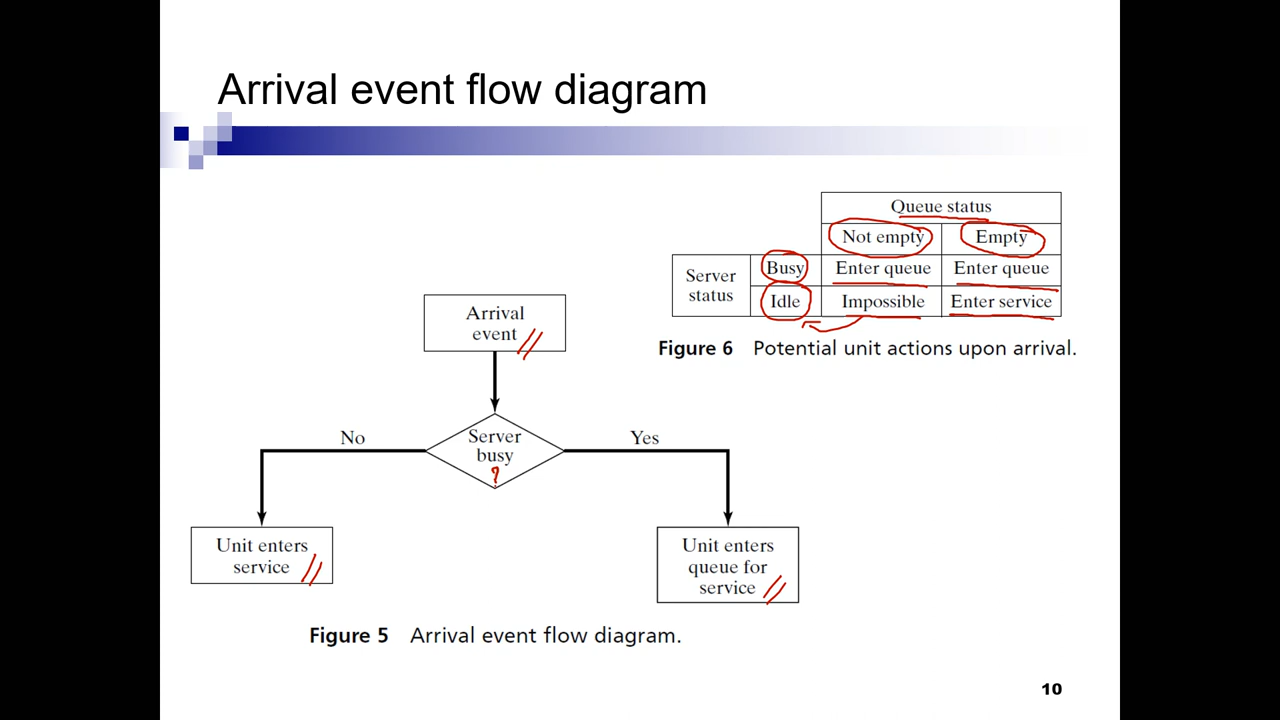 Arrival event flow diagram
Queue status
Not empty Empty
Server
status
Busy Enter queue Enter queue
Idle Impossible Enter service
Figure 6 Potential unit actions upon arrival.
Arrival
event
Server
busy
?
No
Yes
Unit enters
service
Unit enters
queue for
service
Figure 5 Arrival event flow diagram.
10